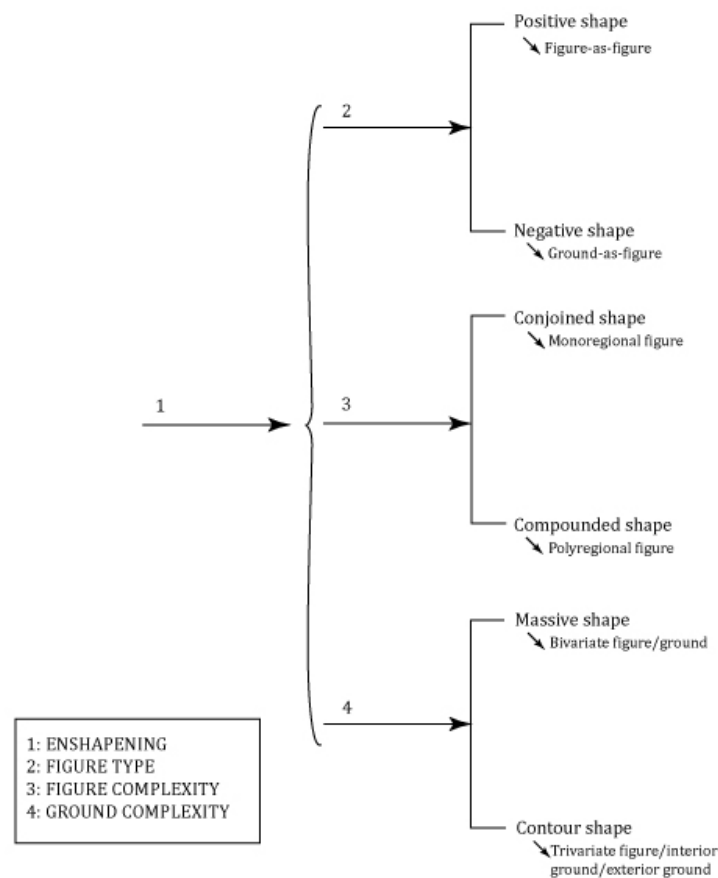 Positive shape
Figure-as-figure
2
Negative shape
Ground-as-figure
Conjoined shape
Monoregional figure
1
3
Compounded shape
Polyregional figure
Massive shape
Bivariate figure/ground
4
Contour shape
Trivariate figure/interior
ground/exterior ground
1: ENSHAPENING
2: FIGURE TYPE
3: FIGURE COMPLEXITY
4: GROUND COMPLEXITY